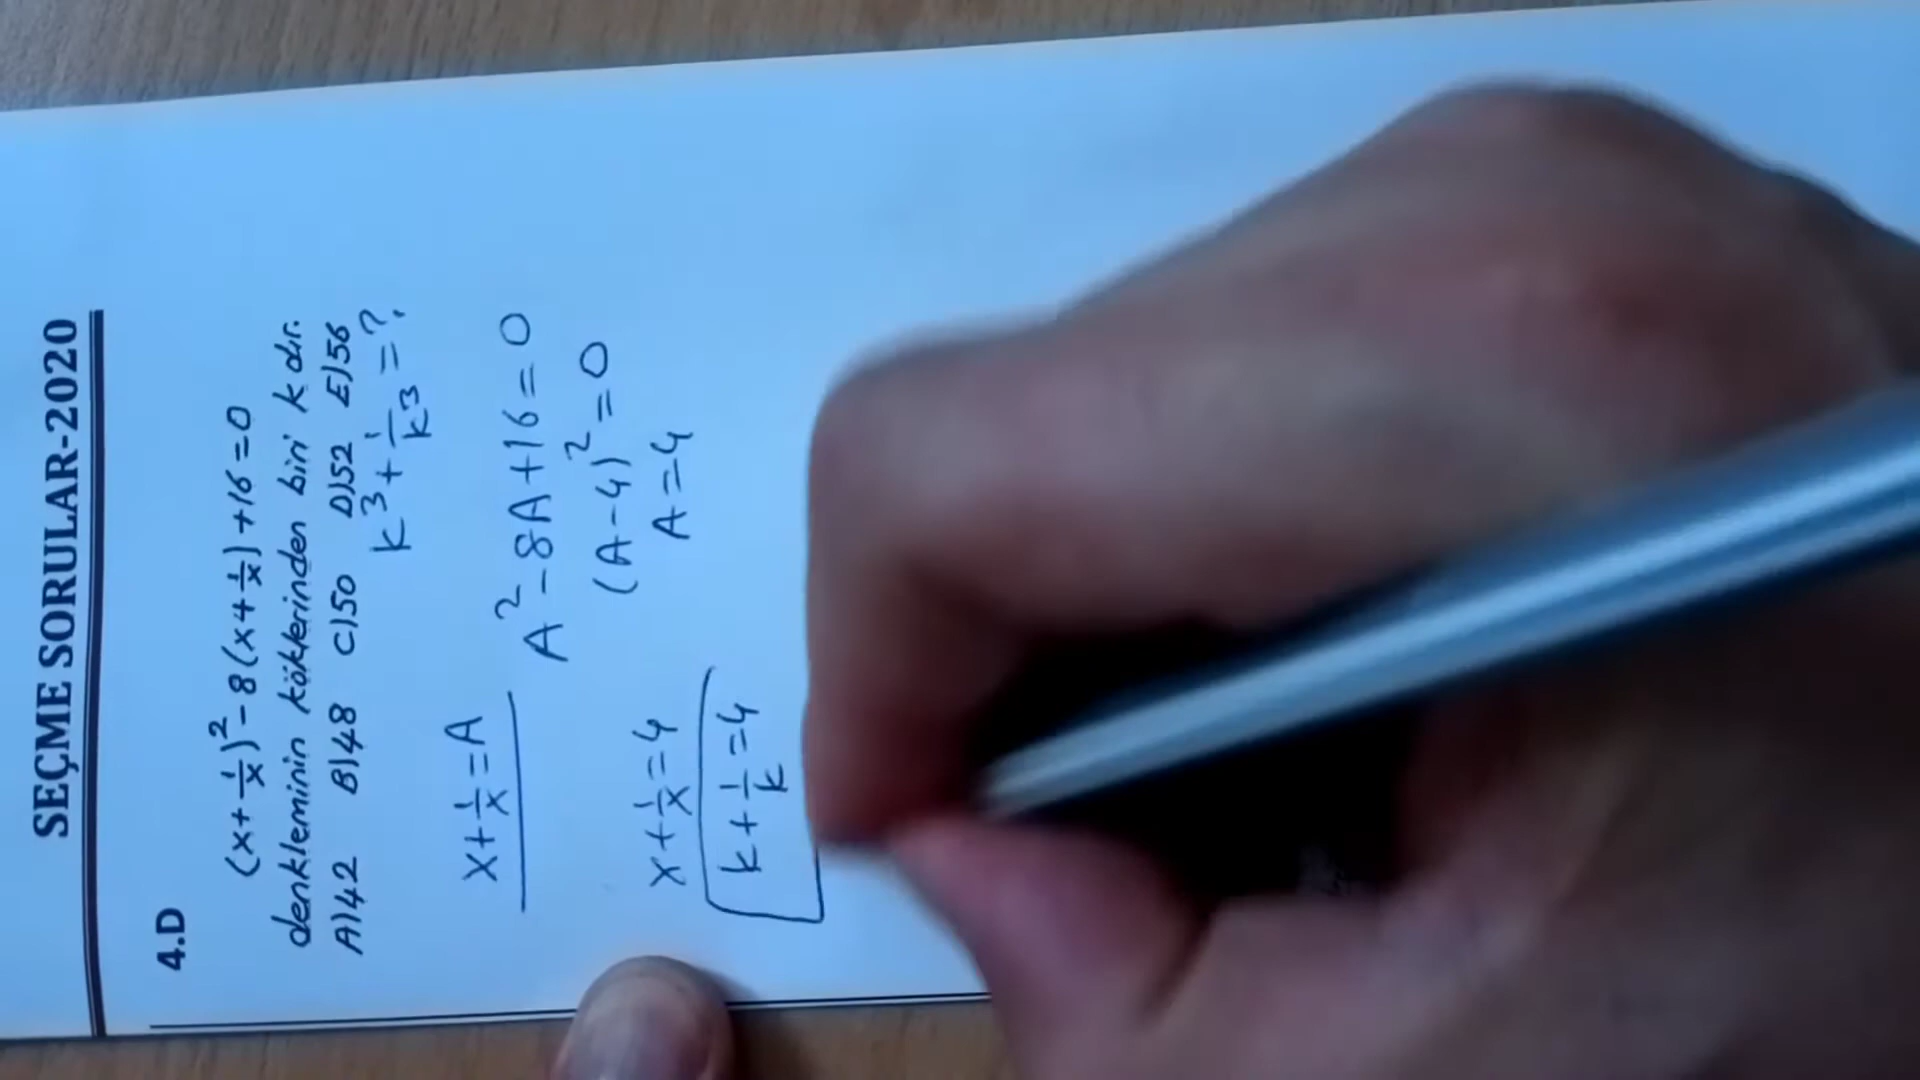 SEÇME SORULAR-2020
4.D
(x+1/x)²-8(x+1/x)+16=0
denkleminin köklerinden biri k dır.
A)42 B)48 C)50 D)52 E)56
k³+1/k³=?
x+1/x=A
A²-8A+16=0
(A-4)²=0
A=4
x+1/x=4
k+1/k=4